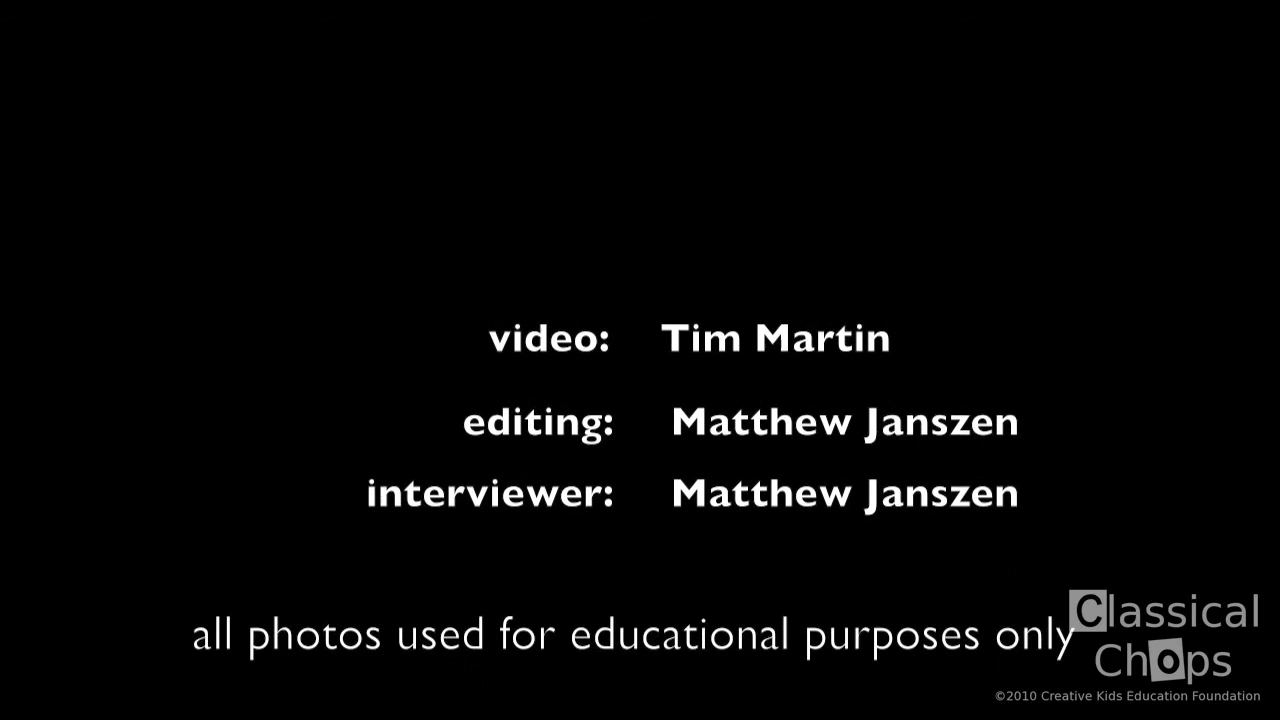 video: Tim Martin
editing: Matthew Janszen
interviewer: Matthew Janszen
all photos used for educational purposes only
Classical
Chops
©2010 Creative Kids Education Foundation